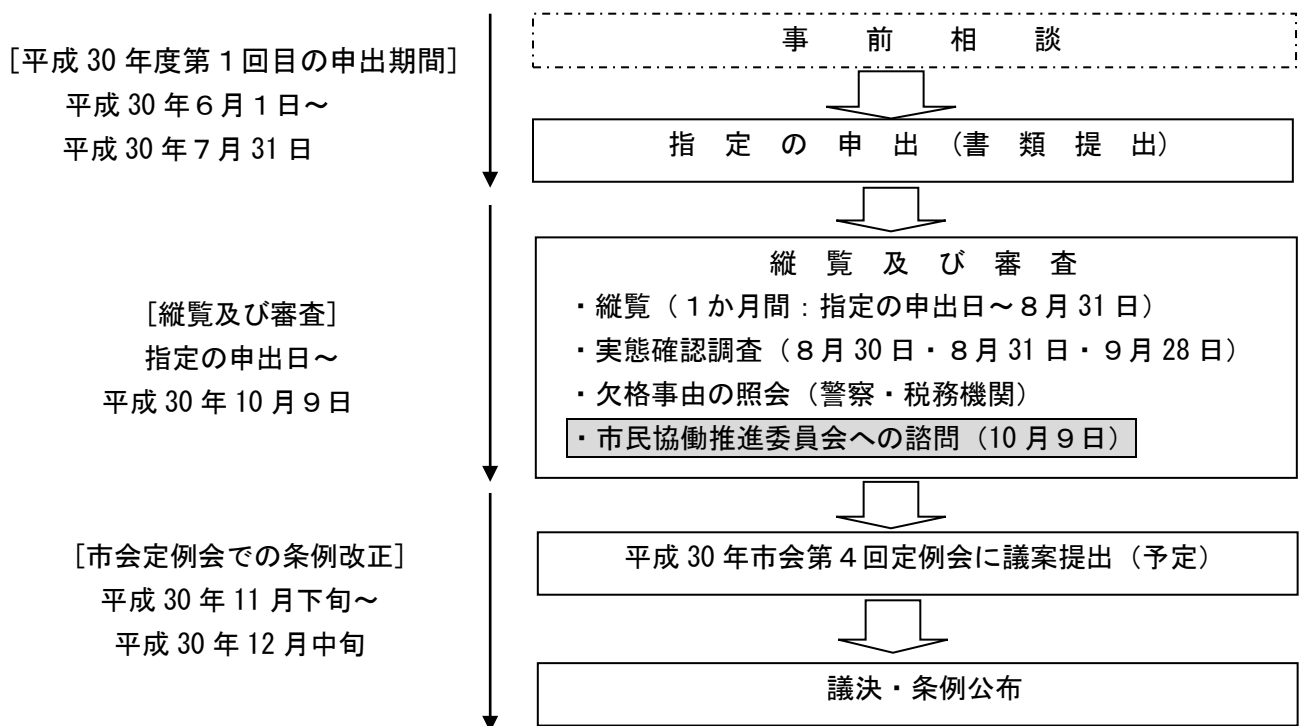 事 前 相 談
[平成 30 年度第１回目の申出期間]
平成 30 年６月１日～
平成 30 年７月 31 日
指 定 の 申 出（書 類 提 出）
縦 覧 及 び 審 査
・縦覧（１か月間：指定の申出日～８月 31 日）
・実態確認調査（８月 30 日・８月 31 日・９月 28 日）
・欠格事由の照会（警察・税務機関）
・市民協働推進委員会への諮問（10 月９日）
[縦覧及び審査]
指定の申出日～
平成 30 年 10 月９日
[市会定例会での条例改正]
平成 30 年 11 月下旬～
平成 30 年 12 月中旬
平成 30 年市会第４回定例会に議案提出（予定）
議決・条例公布